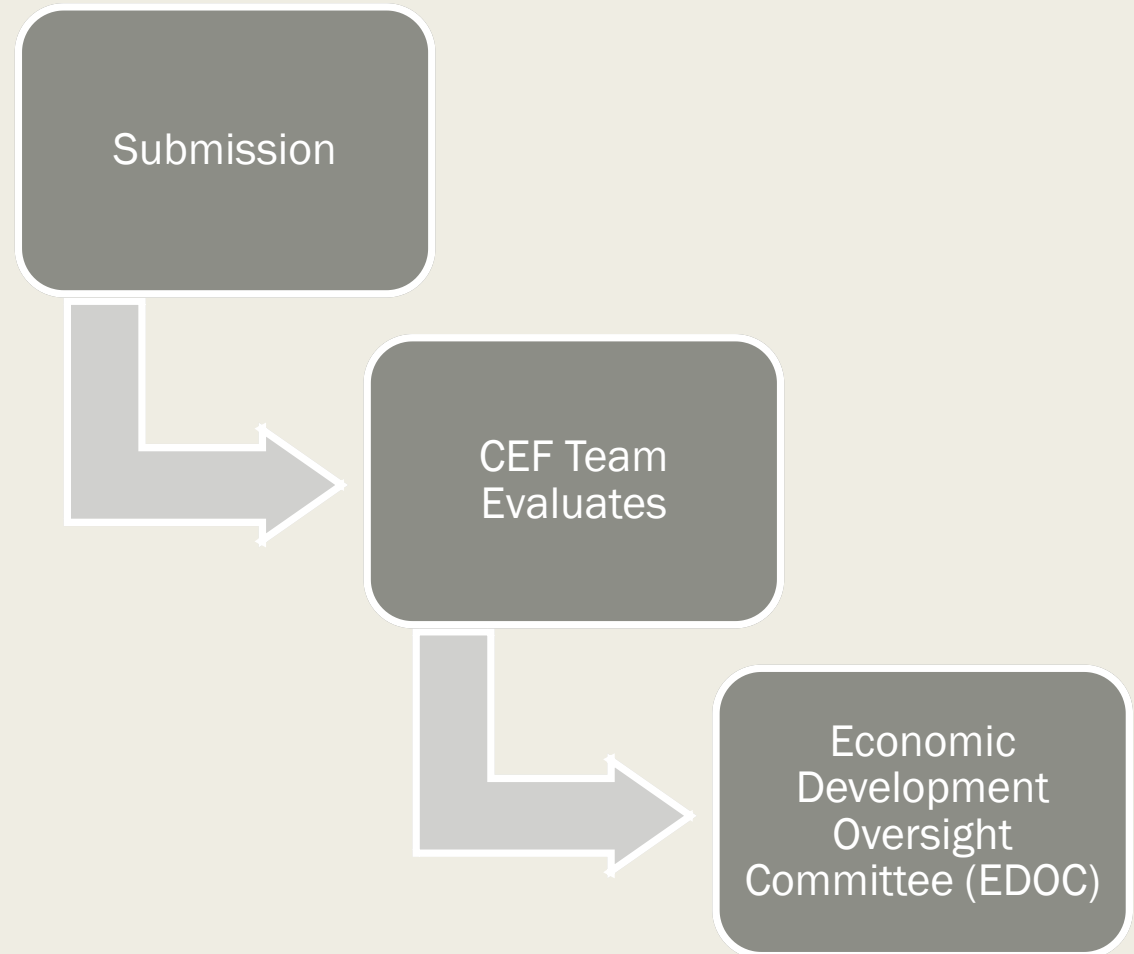 Submission
CEF Team
Evaluates
Economic
Development
Oversight
Committee (EDOC)